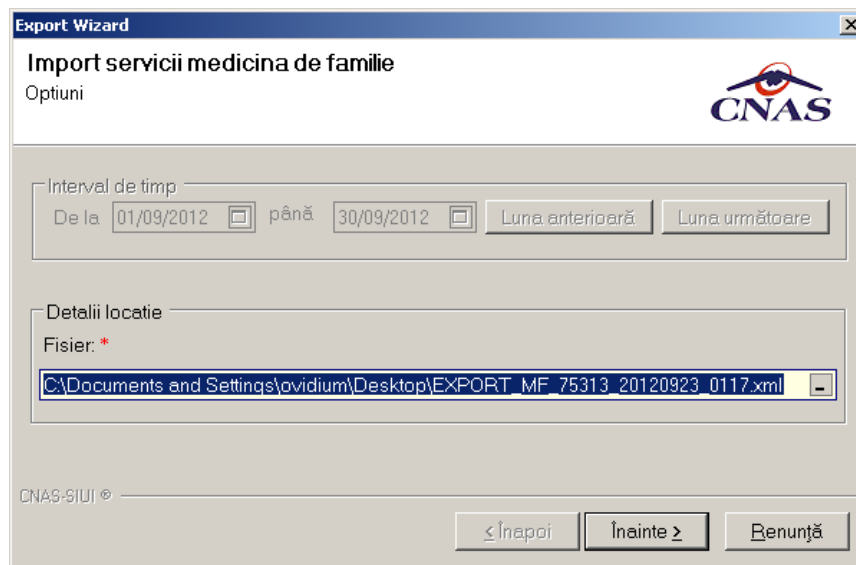 Export Wizard
Import servicii medicina de familie
Optiuni
CNAS
Interval de timp
De la 01/09/2012 până 30/09/2012 Luna anterioară Luna următoare
Detalii locatie
Fisier: *
C:\Documents and Settings\ovidium\Desktop\EXPORT_MF_75313_20120923_0117.xml
CNAS-SIUI ®
< Înapoi Înainte > Renunţă